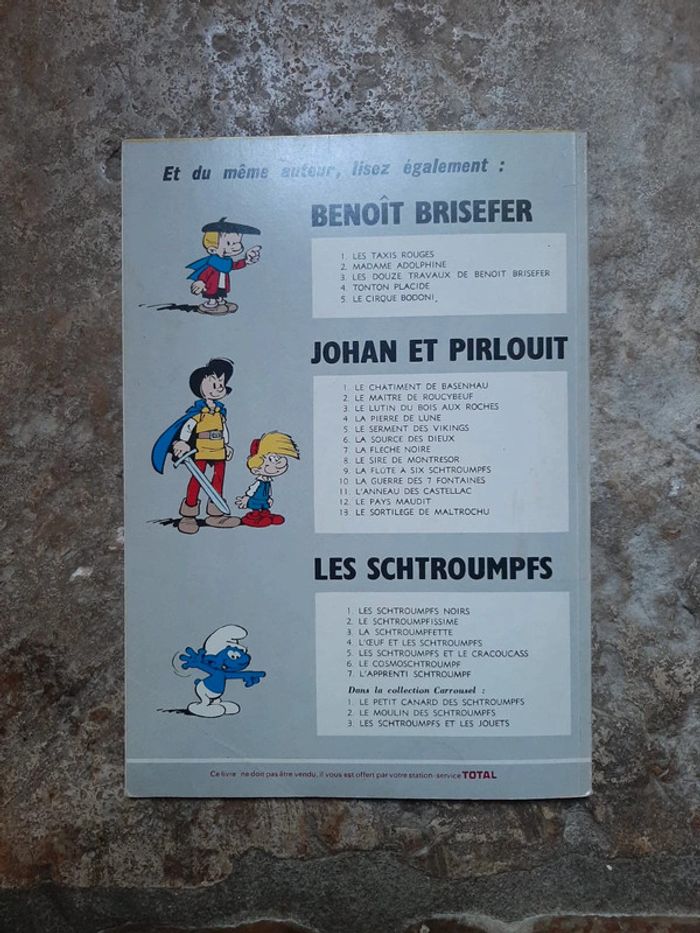 Et du même auteur, lisez également :
BENOÎT BRISEFER
1. LES TAXIS ROUGES
2. MADAME ADOLPHINE
3. LES DOUZE TRAVAUX DE BENOIT BRISEFER
4. TONTON PLACIDE
5. LE CIRQUE BODONI
JOHAN ET PIRLOUIT
1. LE CHÂTIMENT DE BASENHAU
2. LE MAITRE DE ROUCYBEUF
3. LE LUTIN DU BOIS AUX ROCHES
4. LA PIERRE DE LUNE
5. LE SERMENT DES VIKINGS
6. LA SOURCE DES DIEUX
7. LA FLECHE NOIRE
8. LE SIRE DE MONTRESOR
9. LA FLUTE A SIX SCHTROUMPFS
10. LA GUERRE DES 7 FONTAINES
11. L'ANNEAU DES CASTELLAC
12. LE PAYS MAUDIT
13. LE SORTILEGE DE MALTROCHU
LES SCHTROUMPFS
1. LES SCHTROUMPFS NOIRS
2. LE SCHTROUMPFISSIME
3. LA SCHTROUMPFETTE
4. L'ŒUF ET LES SCHTROUMPFS
5. LES SCHTROUMPFS ET LE CRACOUCASS
6. LE COSMOSCHTROUMPF
7. L'APPRENTI SCHTROUMPF
Dans la collection Carrousel :
1. LE PETIT CANARD DES SCHTROUMPFS
2. LE MOULIN DES SCHTROUMPFS
3. LES SCHTROUMPFS ET LES JOUETS
Ce livre ne doit pas être vendu, il vous est offert par votre station-service TOTAL